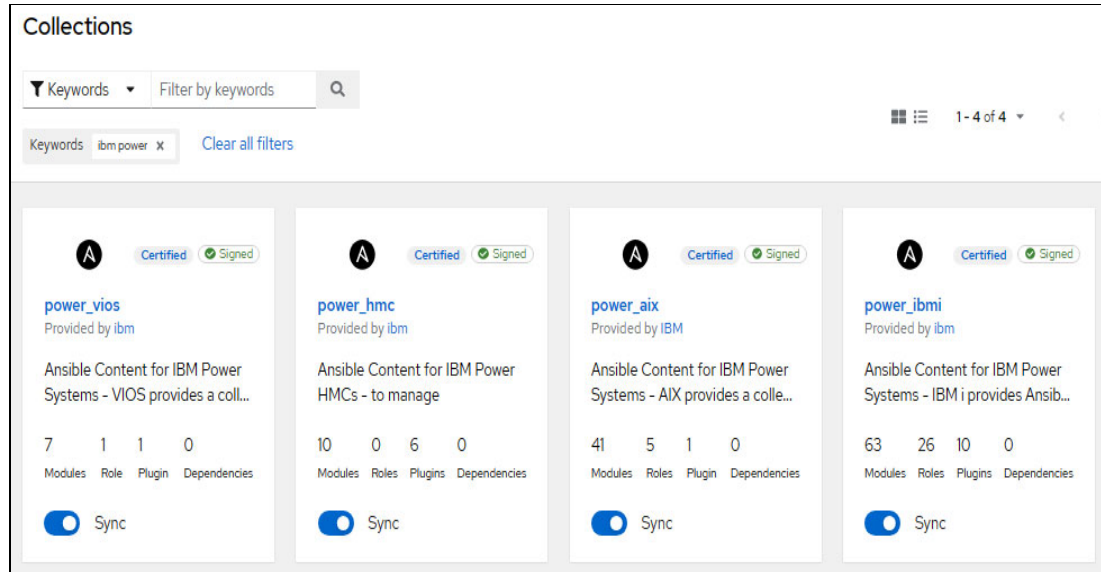 Collections
Keywords Filter by keywords
1 - 4 of 4
Keywords ibm power X Clear all filters
Certified Signed
power_vios
Provided by ibm
Ansible Content for IBM Power
Systems - VIOS provides a coll...
7 1 1 0
Modules Role Plugin Dependencies
Sync
Certified Signed
power_hmc
Provided by ibm
Ansible Content for IBM Power
HMCs - to manage
10 0 6 0
Modules Roles Plugins Dependencies
Sync
Certified Signed
power_aix
Provided by IBM
Ansible Content for IBM Power
Systems - AIX provides a colle...
41 5 1 0
Modules Roles Plugin Dependencies
Sync
Certified Signed
power_ibmi
Provided by ibm
Ansible Content for IBM Power
Systems - IBM i provides Ansib...
63 26 10 0
Modules Roles Plugins Dependencies
Sync